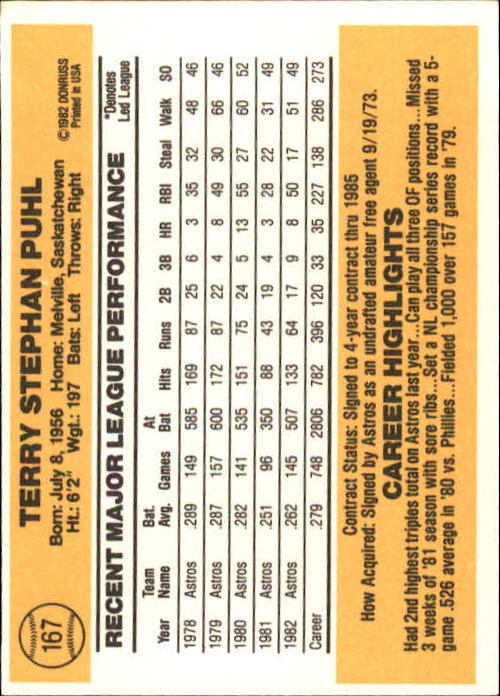 167
TERRY STEPHAN PUHL
Born: July 8, 1956 Home: Melville, Saskatchewan
Ht.: 6'2" Wgt.: 197 Bats: Left Throws: Right
©1982 DONRUSS
Printed in USA
RECENT MAJOR LEAGUE PERFORMANCE
*Denotes
Led League
Year Team Name Bat. Avg. Games At Bat Hits Runs 2B 3B HR RBI Steal Walk SO
1978 Astros .289 149 585 169 87 25 6 3 35 32 48 46
1979 Astros .287 157 600 172 87 22 4 8 49 30 66 46
1980 Astros .282 141 535 151 75 24 5 13 55 27 60 52
1981 Astros .251 96 350 88 43 19 4 3 28 22 31 49
1982 Astros .262 145 507 133 64 17 9 8 50 17 51 49
Career .279 748 2806 782 396 120 33 35 227 138 286 273
Contract Status: Signed to 4-year contract thru 1985
How Acquired: Signed by Astros as an undrafted amateur free agent 9/19/73.
CAREER HIGHLIGHTS
Had 2nd highest triples total on Astros last year...Can play all three OF positions...Missed
3 weeks of '81 season with sore ribs...Set a NL championship series record with a 5-
game .526 average in '80 vs. Phillies...Fielded 1,000 over 157 games in '79.